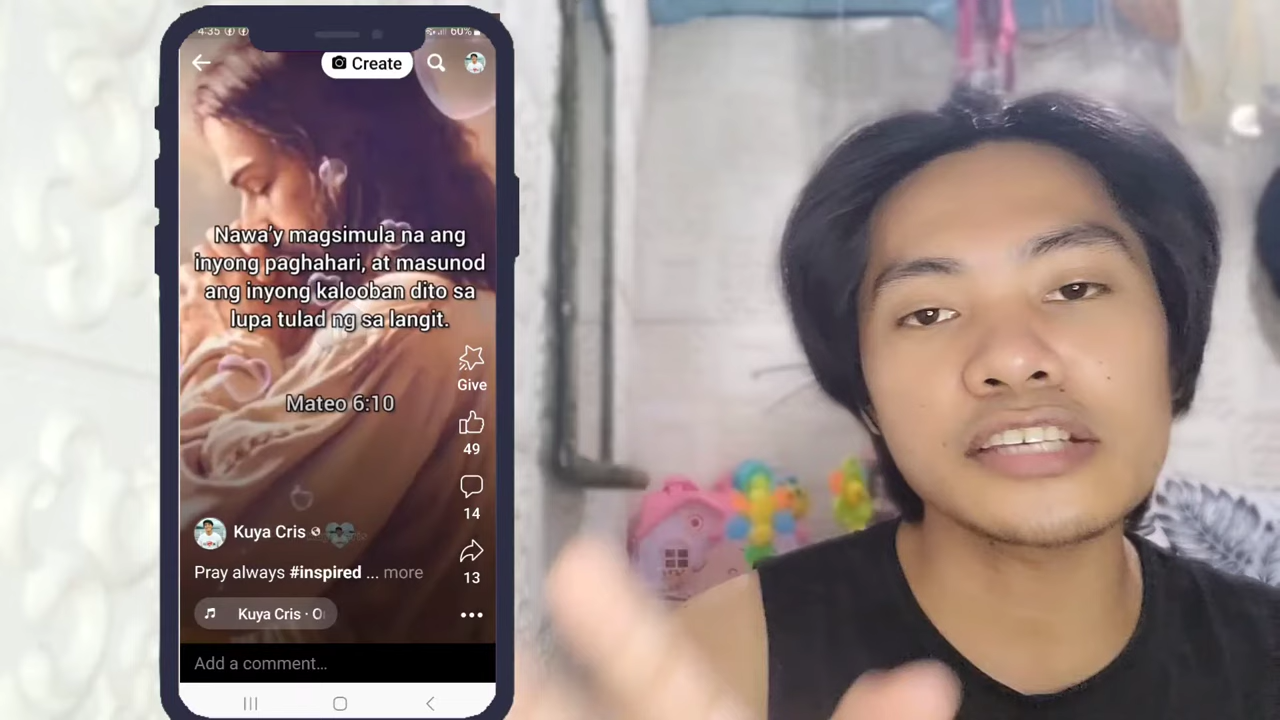 4:35
60%
Create
Nawa'y magsimula na ang
inyong paghahari, at masunod
ang inyong kalooban dito sa
lupa tulad ng sa langit.
Mateo 6:10
Give
49
14
13
Kuya Cris
Pray always #inspired ... more
Kuya Cris · O
Add a comment...